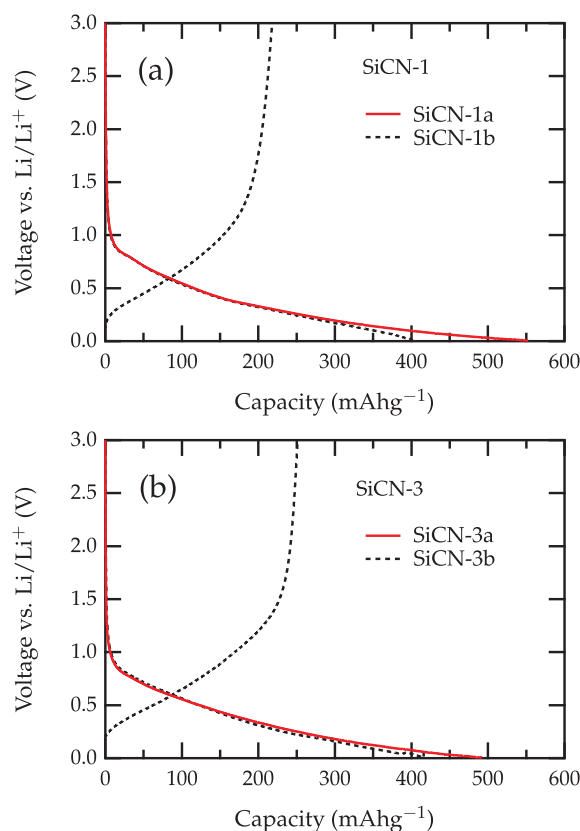 3.0
(a)
SiCN-1
2.5
SiCN-1a
2.0
SiCN-1b
1.5
1.0
0.5
0.0
Voltage vs. Li/Li⁺ (V)
0 100 200 300 400 500 600
Capacity (mAhg⁻¹)
3.0
(b)
SiCN-3
2.5
SiCN-3a
2.0
SiCN-3b
1.5
1.0
0.5
0.0
Voltage vs. Li/Li⁺ (V)
0 100 200 300 400 500 600
Capacity (mAhg⁻¹)